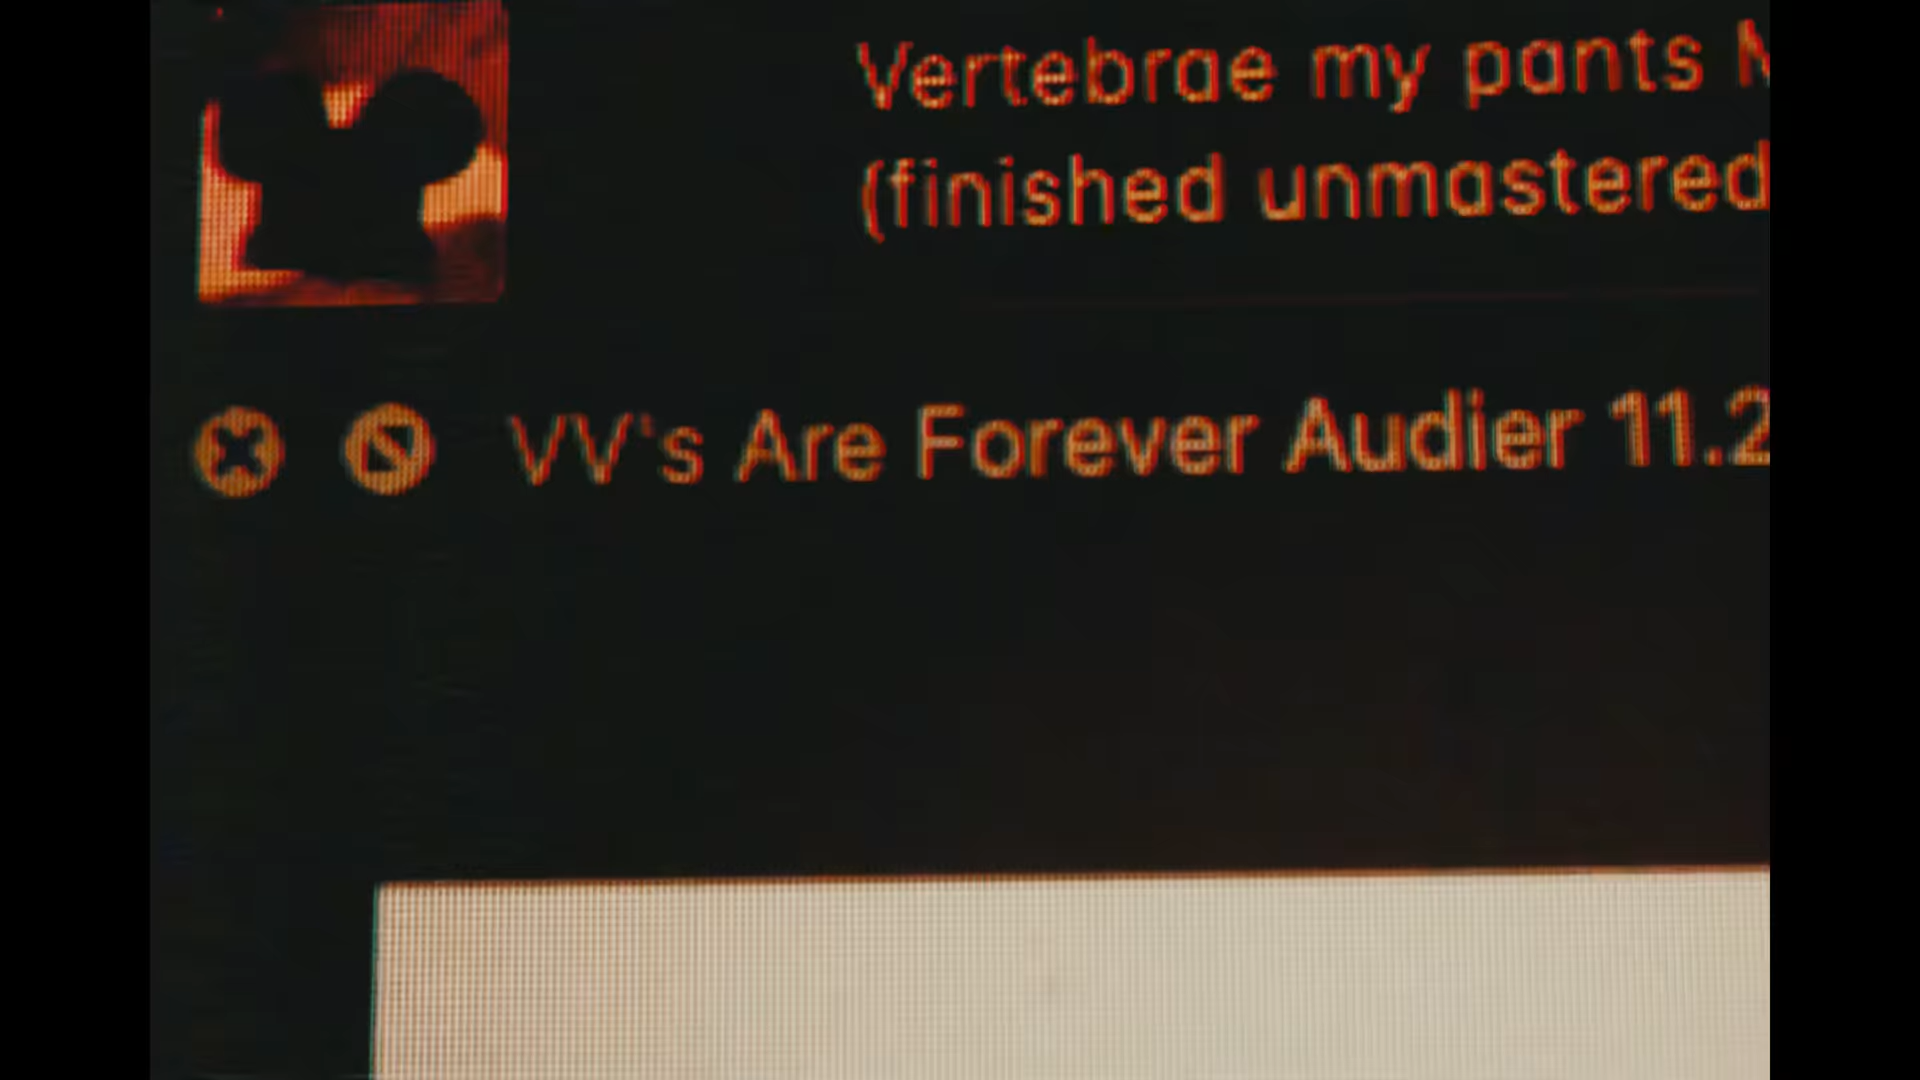 Vertebrae my pants
(finished unmastered
VV's Are Forever Audier 11.2